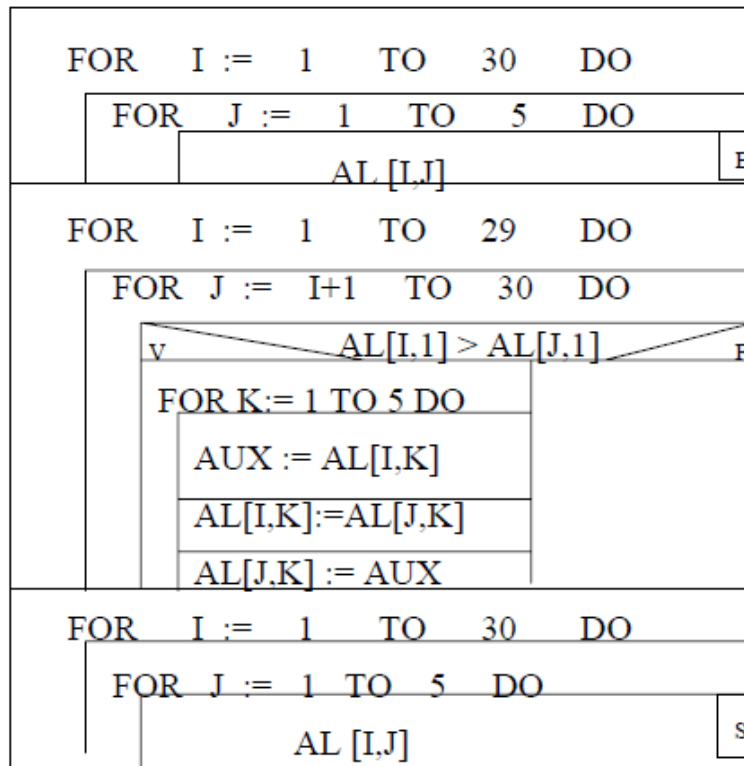 FOR I := 1 TO 30 DO
FOR J := 1 TO 5 DO
AL [I,J] E
FOR I := 1 TO 29 DO
FOR J := I+1 TO 30 DO
V AL[I,1] > AL[J,1] F
FOR K:= 1 TO 5 DO
AUX := AL[I,K]
AL[I,K]:=AL[J,K]
AL[J,K] := AUX
FOR I := 1 TO 30 DO
FOR J := 1 TO 5 DO
AL [I,J] S